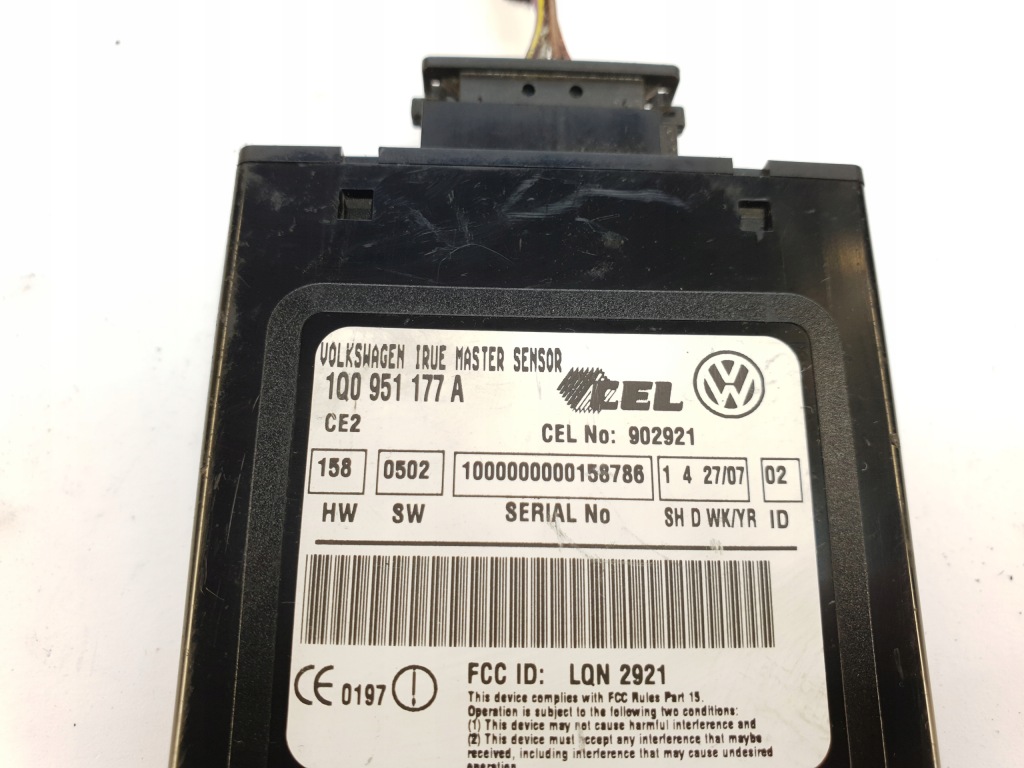 VOLKSWAGEN IRUE MASTER SENSOR
1Q0 951 177 A
CEL
VW
CE2
CEL No: 902921
158 0502 1000000000158786 1 4 27/07 02
HW SW SERIAL No SH D WK/YR ID
CE 0197
FCC ID: LQN 2921
This device complies with FCC Rules Part 15.
Operation is subject to the following two conditions:
(1) This device may not cause harmful interference and
(2) This device must accept any interference that maybe
received, including interference that may cause undesired
operation